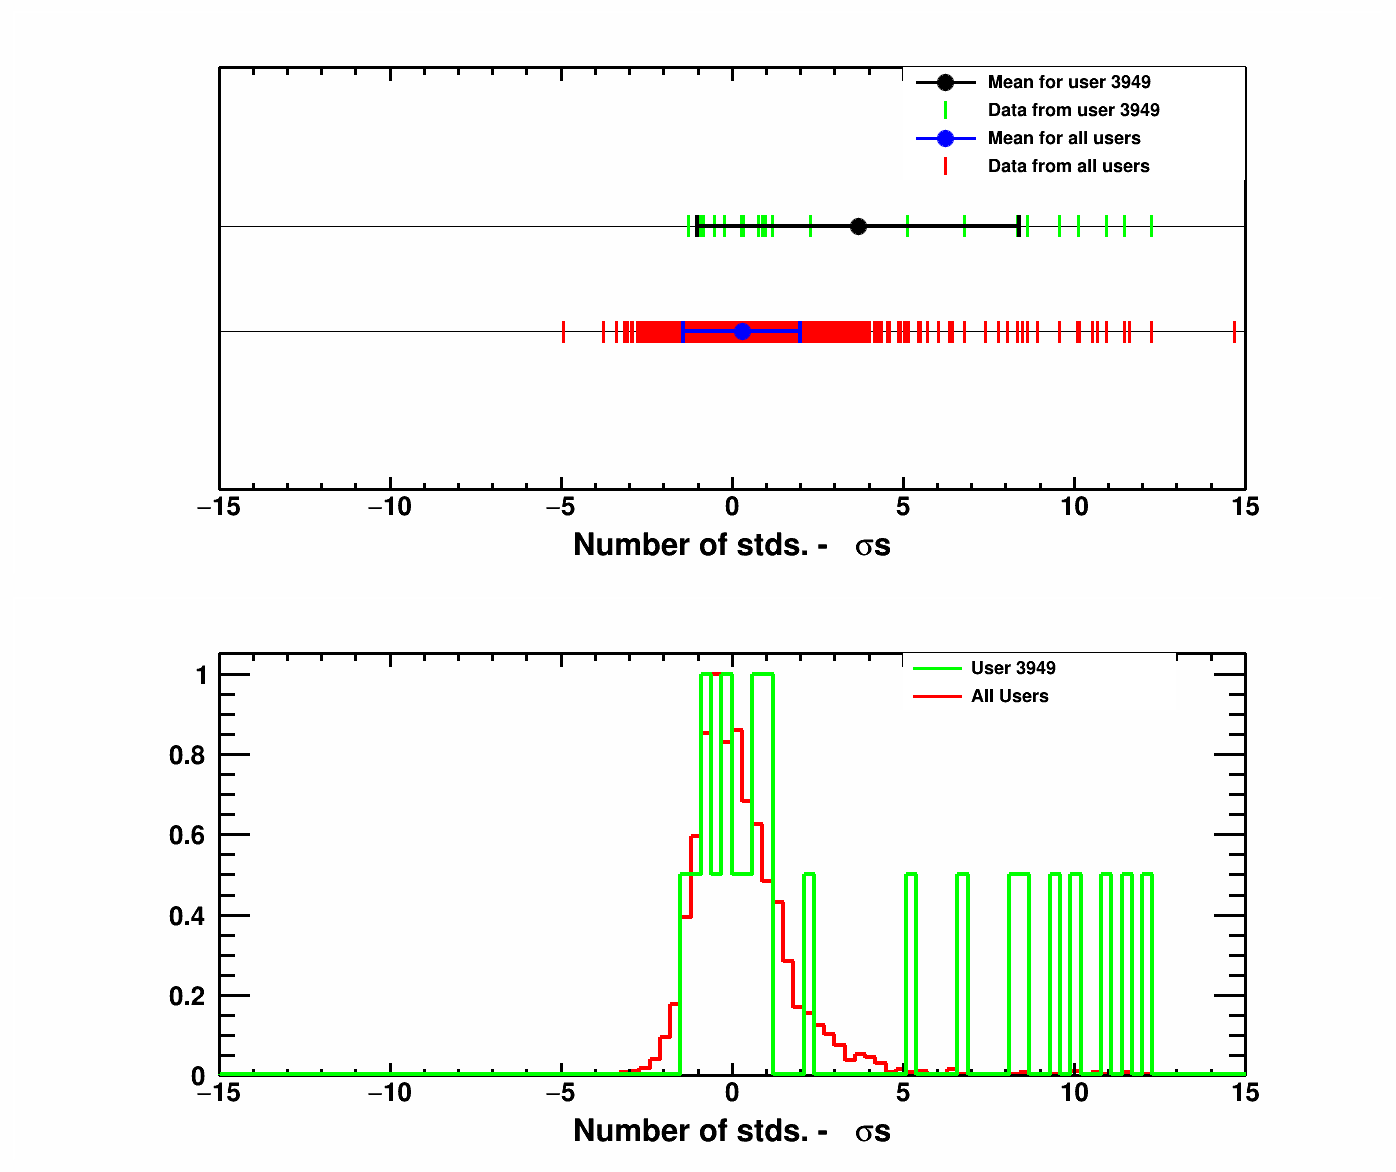 Mean for user 3949
Data from user 3949
Mean for all users
Data from all users
−15 −10 −5 0 5 10 15
Number of stds. - σs
User 3949
All Users
1
0.8
0.6
0.4
0.2
0
−15 −10 −5 0 5 10 15
Number of stds. - σs